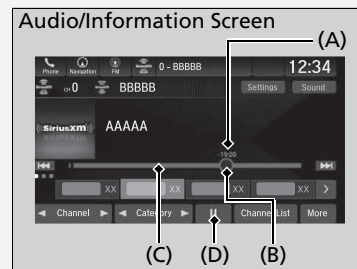 Audio/Information Screen
(A)
Phone Navigation FM 0 - BBBBB 12:34
CH 0 BBBBB Settings Sound
((SiriusXM)) AAAAA
-19:20
XX XX XX XX
Channel Category Channel List More
(C) (D) (B)